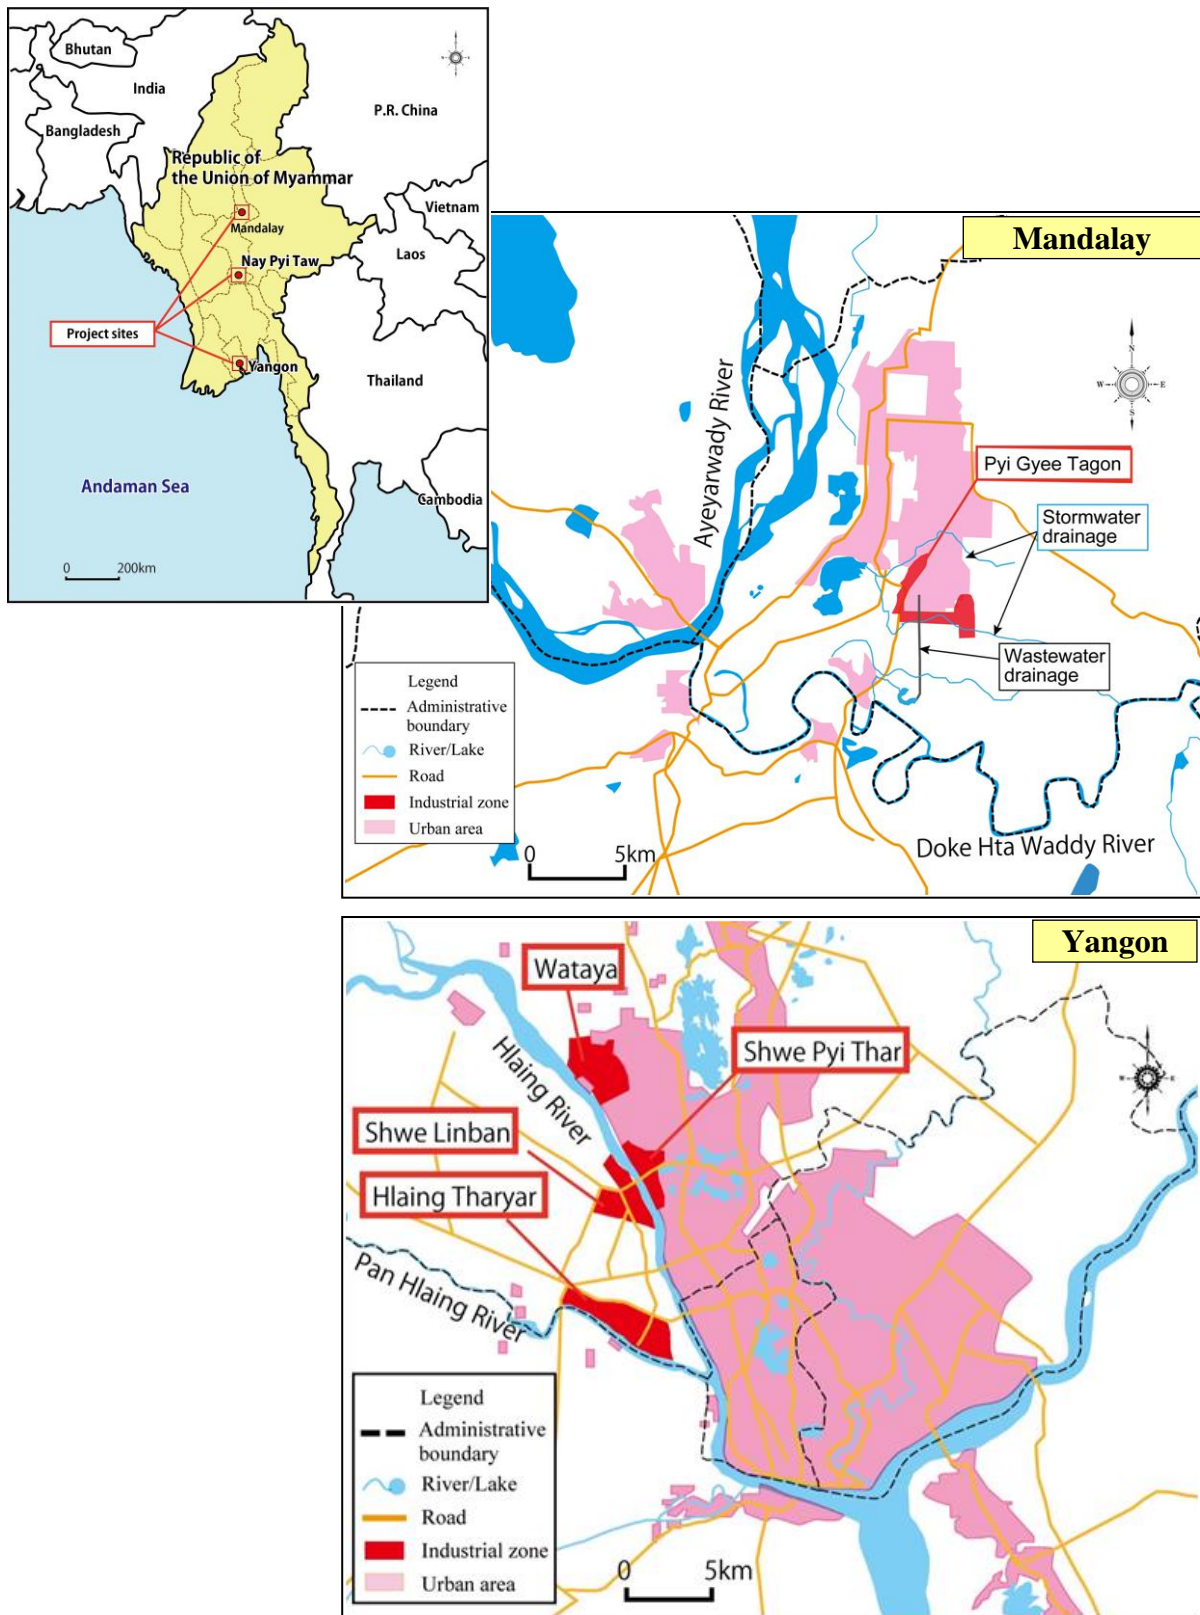 Bhutan
India
P.R. China
Bangladesh
Republic of
the Union of Myanmar
Vietnam
Mandalay
Laos
Nay Pyi Taw
Project sites
Yangon
Thailand
Andaman Sea
Cambodia
0 200km
Mandalay
N
W E
S
Ayeyarwady River
Pyi Gyee Tagon
Stormwater
drainage
Wastewater
drainage
Legend
Administrative
boundary
River/Lake
Road
Industrial zone
Urban area
0 5km
Doke Hta Waddy River
Yangon
Wataya
Hlaing River
Shwe Pyi Thar
W E
Shwe Linban
Hlaing Tharyar
Pan Hlaing River
Legend
Administrative
boundary
River/Lake
Road
Industrial zone
Urban area
0 5km